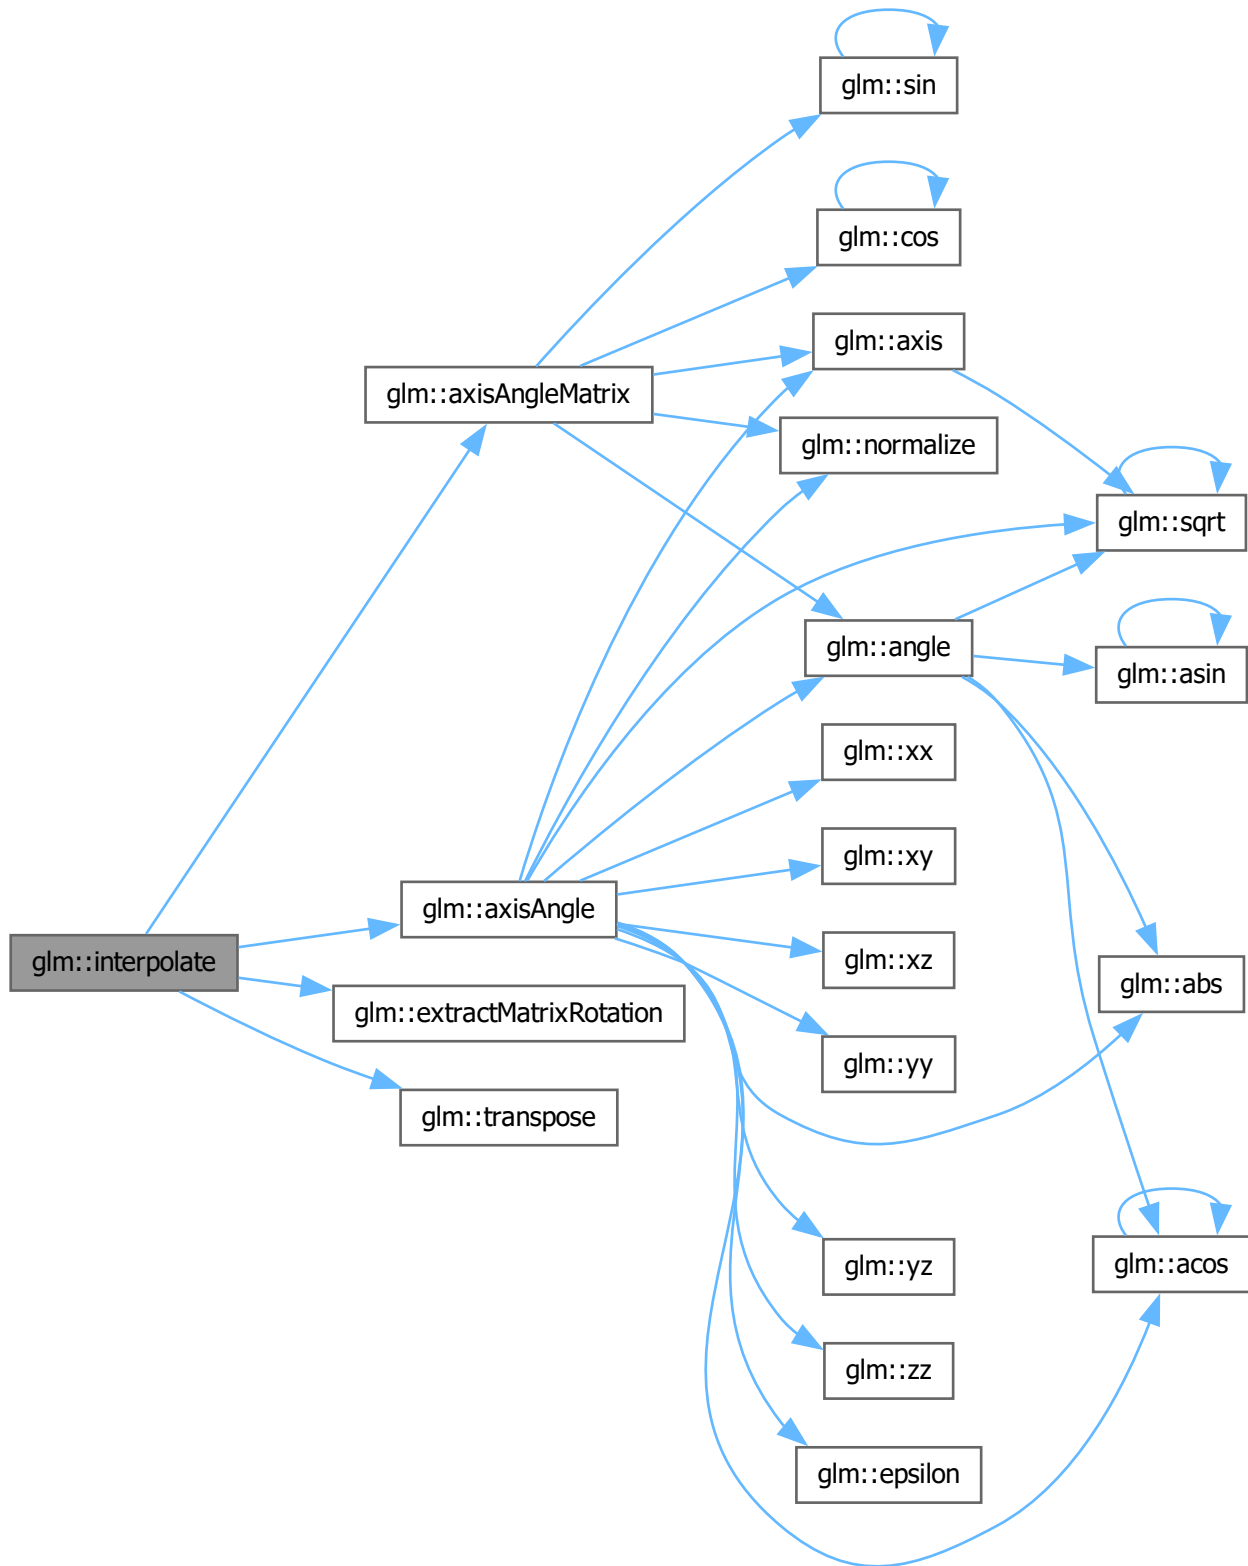 glm::sin
glm::cos
glm::axis
glm::axisAngleMatrix
glm::normalize
glm::sqrt
glm::angle
glm::asin
glm::xx
glm::xy
glm::axisAngle
glm::interpolate
glm::xz
glm::abs
glm::extractMatrixRotation
glm::yy
glm::transpose
glm::yz
glm::acos
glm::zz
glm::epsilon